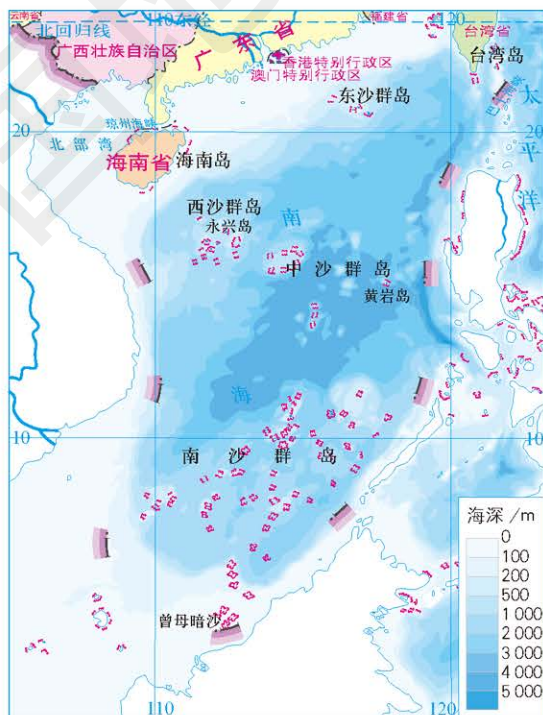 云南省
10东经
120
福建省
台湾省
北回归线
广西壮族自治区
广东省
香港特别行政区
澳门特别行政区
台湾岛
太平洋
东沙群岛
20
20
琼州海峡
北部湾
海南省
海南岛
西沙群岛
永兴岛
南海
中沙群岛
黄岩岛
10
10
南沙群岛
曾母暗沙
海深/m
0
100
200
500
1 000
2 000
3 000
4 000
5 000
110
120